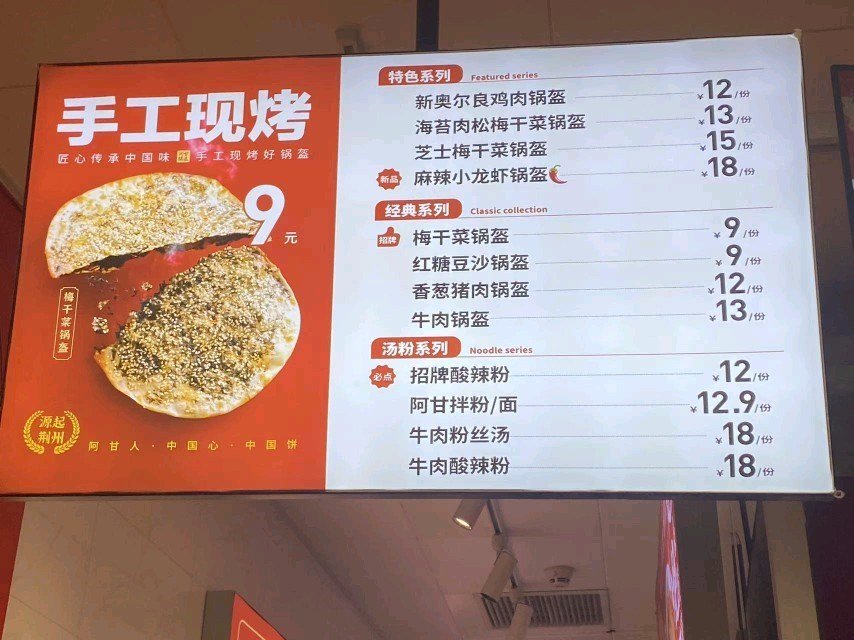 手工现烤
匠心传承中国味 手工现烤好锅盔
9元
梅干菜锅盔
源起
荆州
阿甘人·中国心·中国饼
特色系列 Featured series
新奥尔良鸡肉锅盔 ¥12/份
海苔肉松梅干菜锅盔 ¥13/份
芝士梅干菜锅盔 ¥15/份
新品 麻辣小龙虾锅盔 ¥18/份
经典系列 Classic collection
招牌 梅干菜锅盔 ¥9/份
红糖豆沙锅盔 ¥9/份
香葱猪肉锅盔 ¥12/份
牛肉锅盔 ¥13/份
汤粉系列 Noodle series
必点 招牌酸辣粉 ¥12/份
阿甘拌粉/面 ¥12.9/份
牛肉粉丝汤 ¥18/份
牛肉酸辣粉 ¥18/份